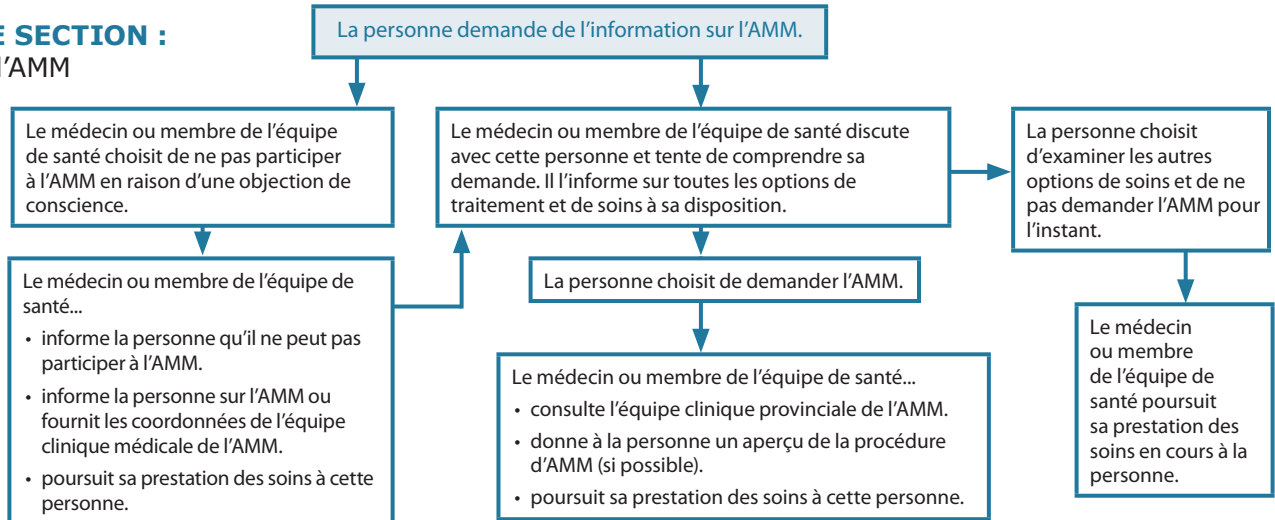 E SECTION :
l'AMM
La personne demande de l'information sur l'AMM.
Le médecin ou membre de l'équipe
de santé choisit de ne pas participer
à l'AMM en raison d'une objection de
conscience.
Le médecin ou membre de l'équipe de santé discute
avec cette personne et tente de comprendre sa
demande. Il l'informe sur toutes les options de
traitement et de soins à sa disposition.
La personne choisit
d'examiner les autres
options de soins et de ne
pas demander l'AMM pour
l'instant.
Le médecin ou membre de l'équipe de
santé...
• informe la personne qu'il ne peut pas
participer à l'AMM.
• informe la personne sur l'AMM ou
fournit les coordonnées de l'équipe
clinique médicale de l'AMM.
• poursuit sa prestation des soins à cette
personne.
La personne choisit de demander l'AMM.
Le médecin ou membre de l'équipe de santé...
• consulte l'équipe clinique provinciale de l'AMM.
• donne à la personne un aperçu de la procédure
d'AMM (si possible).
• poursuit sa prestation des soins à cette personne.
Le médecin
ou membre
de l'équipe de
santé poursuit
sa prestation des
soins en cours à la
personne.